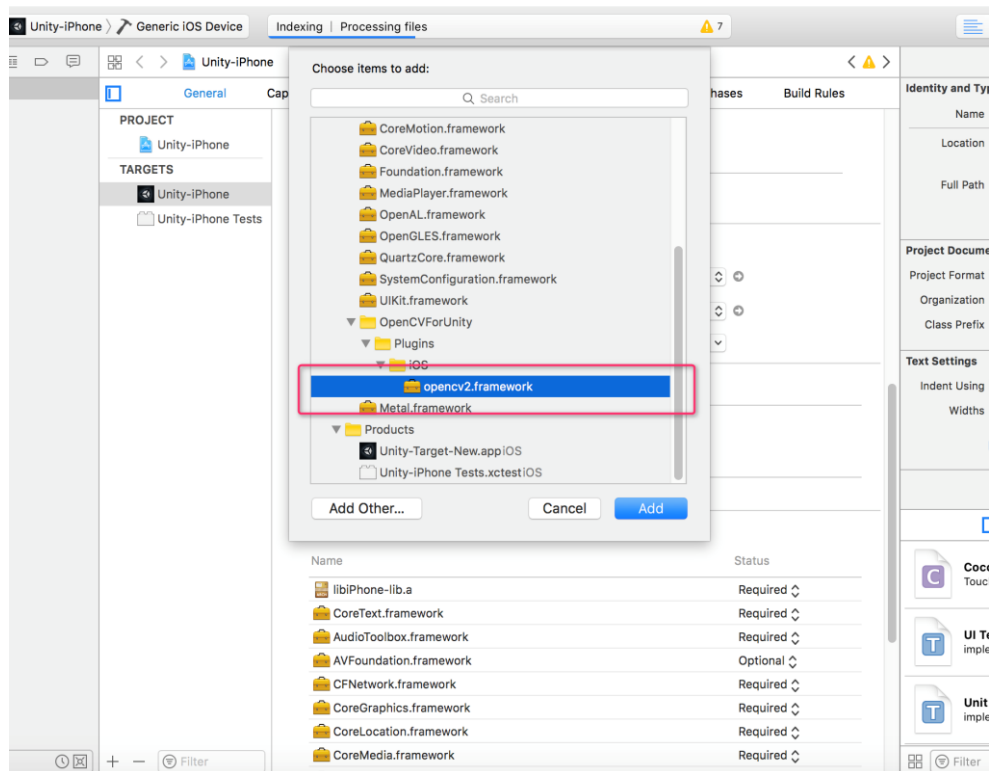 Unity-iPhone
Generic iOS Device
Indexing | Processing files
7
Unity-iPhone
Choose items to add:
Search
General
Cap
hases
Build Rules
PROJECT
Unity-iPhone
TARGETS
Unity-iPhone
Unity-iPhone Tests
CoreMotion.framework
CoreVideo.framework
Foundation.framework
MediaPlayer.framework
OpenAL.framework
OpenGLES.framework
QuartzCore.framework
SystemConfiguration.framework
UIKit.framework
OpenCVForUnity
Plugins
iOS
opencv2.framework
Metal.framework
Products
Unity-Target-New.app iOS
Unity-iPhone Tests.xctest iOS
Add Other...
Cancel
Add
Name
Status
libiPhone-lib.a
Required
CoreText.framework
Required
AudioToolbox.framework
Required
AVFoundation.framework
Optional
CFNetwork.framework
Required
CoreGraphics.framework
Required
CoreLocation.framework
Required
CoreMedia.framework
Required
Filter
Identity and Typ
Name
Location
Full Path
Project Docume
Project Format
Organization
Class Prefix
Text Settings
Indent Using
Widths
C
Coco
Touc
T
UI Te
imple
T
Unit
imple
Filter